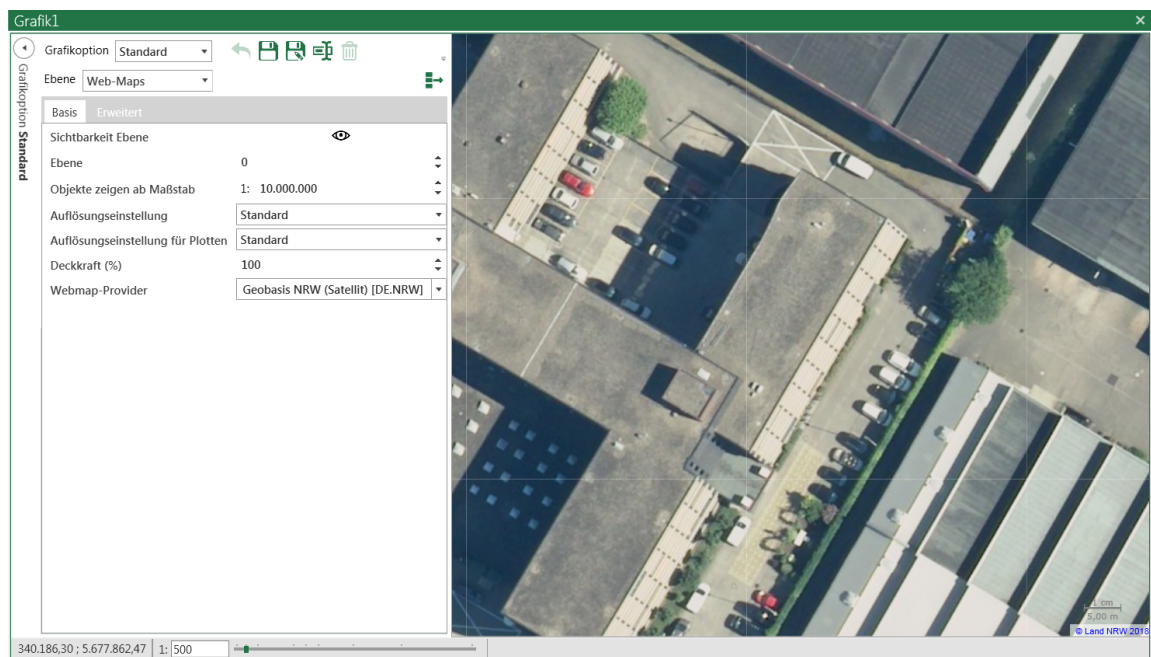 Grafik1
Grafikoption Standard
Grafikoption Standard
Ebene Web-Maps
Basis Erweitert
Sichtbarkeit Ebene
Ebene 0
Objekte zeigen ab Maßstab 1: 10.000.000
Auflösungseinstellung Standard
Auflösungseinstellung für Plotten Standard
Deckkraft (%) 100
Webmap-Provider Geobasis NRW (Satellit) [DE.NRW]
1 cm
5,00 m
© Land NRW 2018
340.186,30 ; 5.677.862,47 1: 500